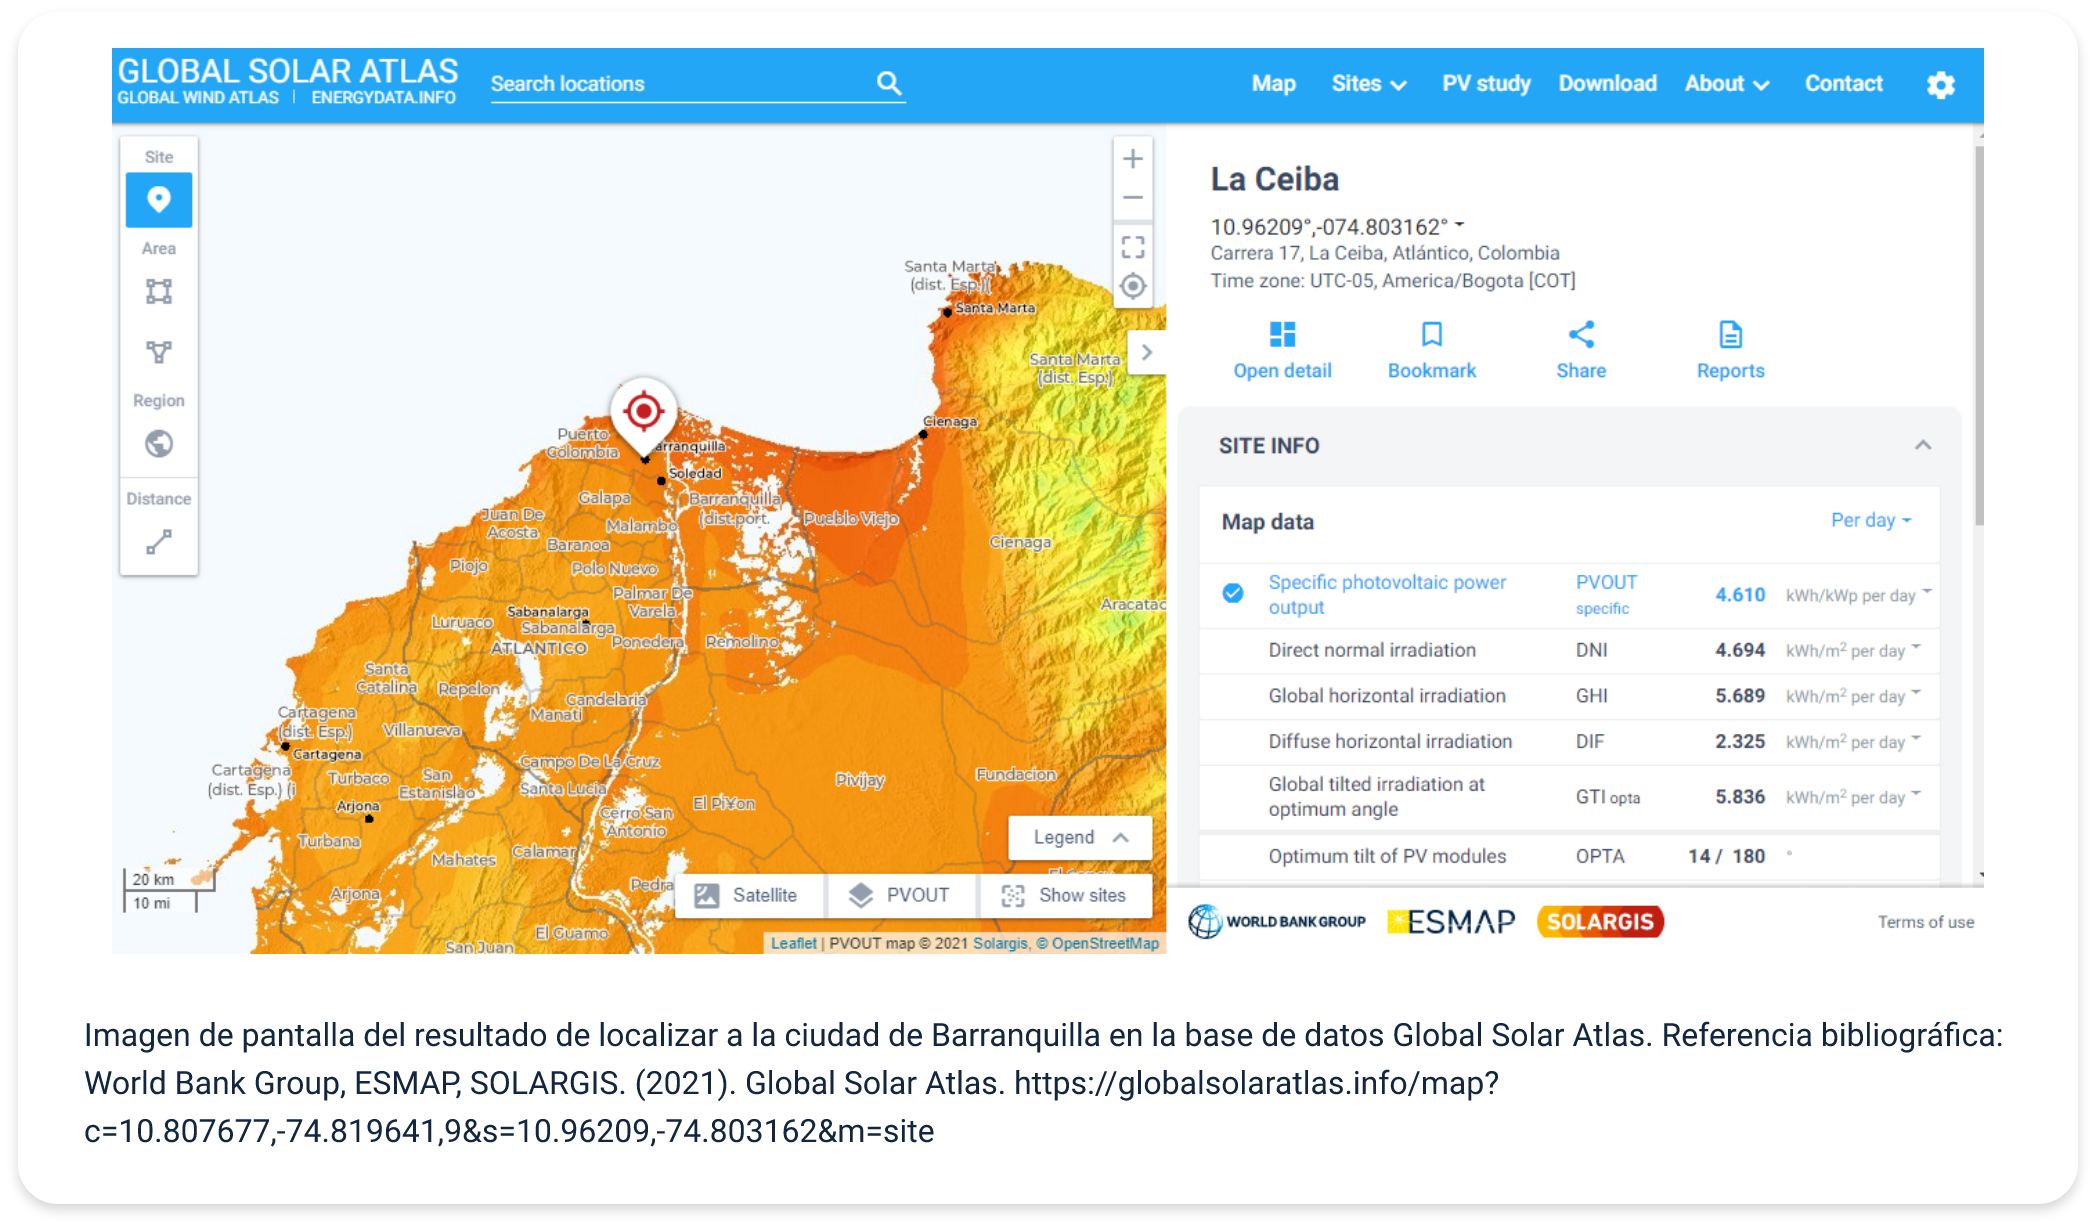 GLOBAL SOLAR ATLAS
GLOBAL WIND ATLAS | ENERGYDATA.INFO
Search locations
Map
Sites
PV study
Download
About
Contact
Site
Area
Region
Distance
Santa Marta
(dist. Esp.)(
Santa Marta
Santa Marta
(dist. Esp.)
Cienaga
Puerto
Colombia
arranquilla
Soledad
Galapa
Barranquilla
(dist.port.
Pueblo Viejo
Juan De
Acosta
Malambo
Baranoa
Cienaga
Piojo
Polo Nuevo
Palmar De
Varela
Aracatac
Sabanalarga
Sabanalarga
Luruaco
ATLANTICO
Ponedera
Remolino
Santa
Catalina
Repelon
Candelaria
Manati
Cartagena
(dist. Esp.)
Villanueva
Cartagena
Campo De La Cruz
Cartagena
(dist. Esp.) (i
Turbaco
San
Estanislao
Santa Lucia
Pivijay
Fundacion
Arjona
El Pi¥on
Cerro San
Antonio
Turbana
Mahates
Calamar
Legend
20 km
10 mi
Arjona
Pedra
Satellite
PVOUT
Show sites
El Guamo
San Juan
Leaflet | PVOUT map © 2021 Solargis, © OpenStreetMap
La Ceiba
10.96209°,-074.803162°
Carrera 17, La Ceiba, Atlántico, Colombia
Time zone: UTC-05, America/Bogota [COT]
Open detail
Bookmark
Share
Reports
SITE INFO
Map data
Per day
Specific photovoltaic power
output
PVOUT
specific
4.610 kWh/kWp per day
Direct normal irradiation DNI 4.694 kWh/m² per day
Global horizontal irradiation GHI 5.689 kWh/m² per day
Diffuse horizontal irradiation DIF 2.325 kWh/m² per day
Global tilted irradiation at
optimum angle
GTI opta 5.836 kWh/m² per day
Optimum tilt of PV modules OPTA 14 / 180 °
WORLD BANK GROUP
ESMAP
SOLARGIS
Terms of use
Imagen de pantalla del resultado de localizar a la ciudad de Barranquilla en la base de datos Global Solar Atlas. Referencia bibliográfica:
World Bank Group, ESMAP, SOLARGIS. (2021). Global Solar Atlas. https://globalsolaratlas.info/map?
c=10.807677,-74.819641,9&s=10.96209,-74.803162&m=site